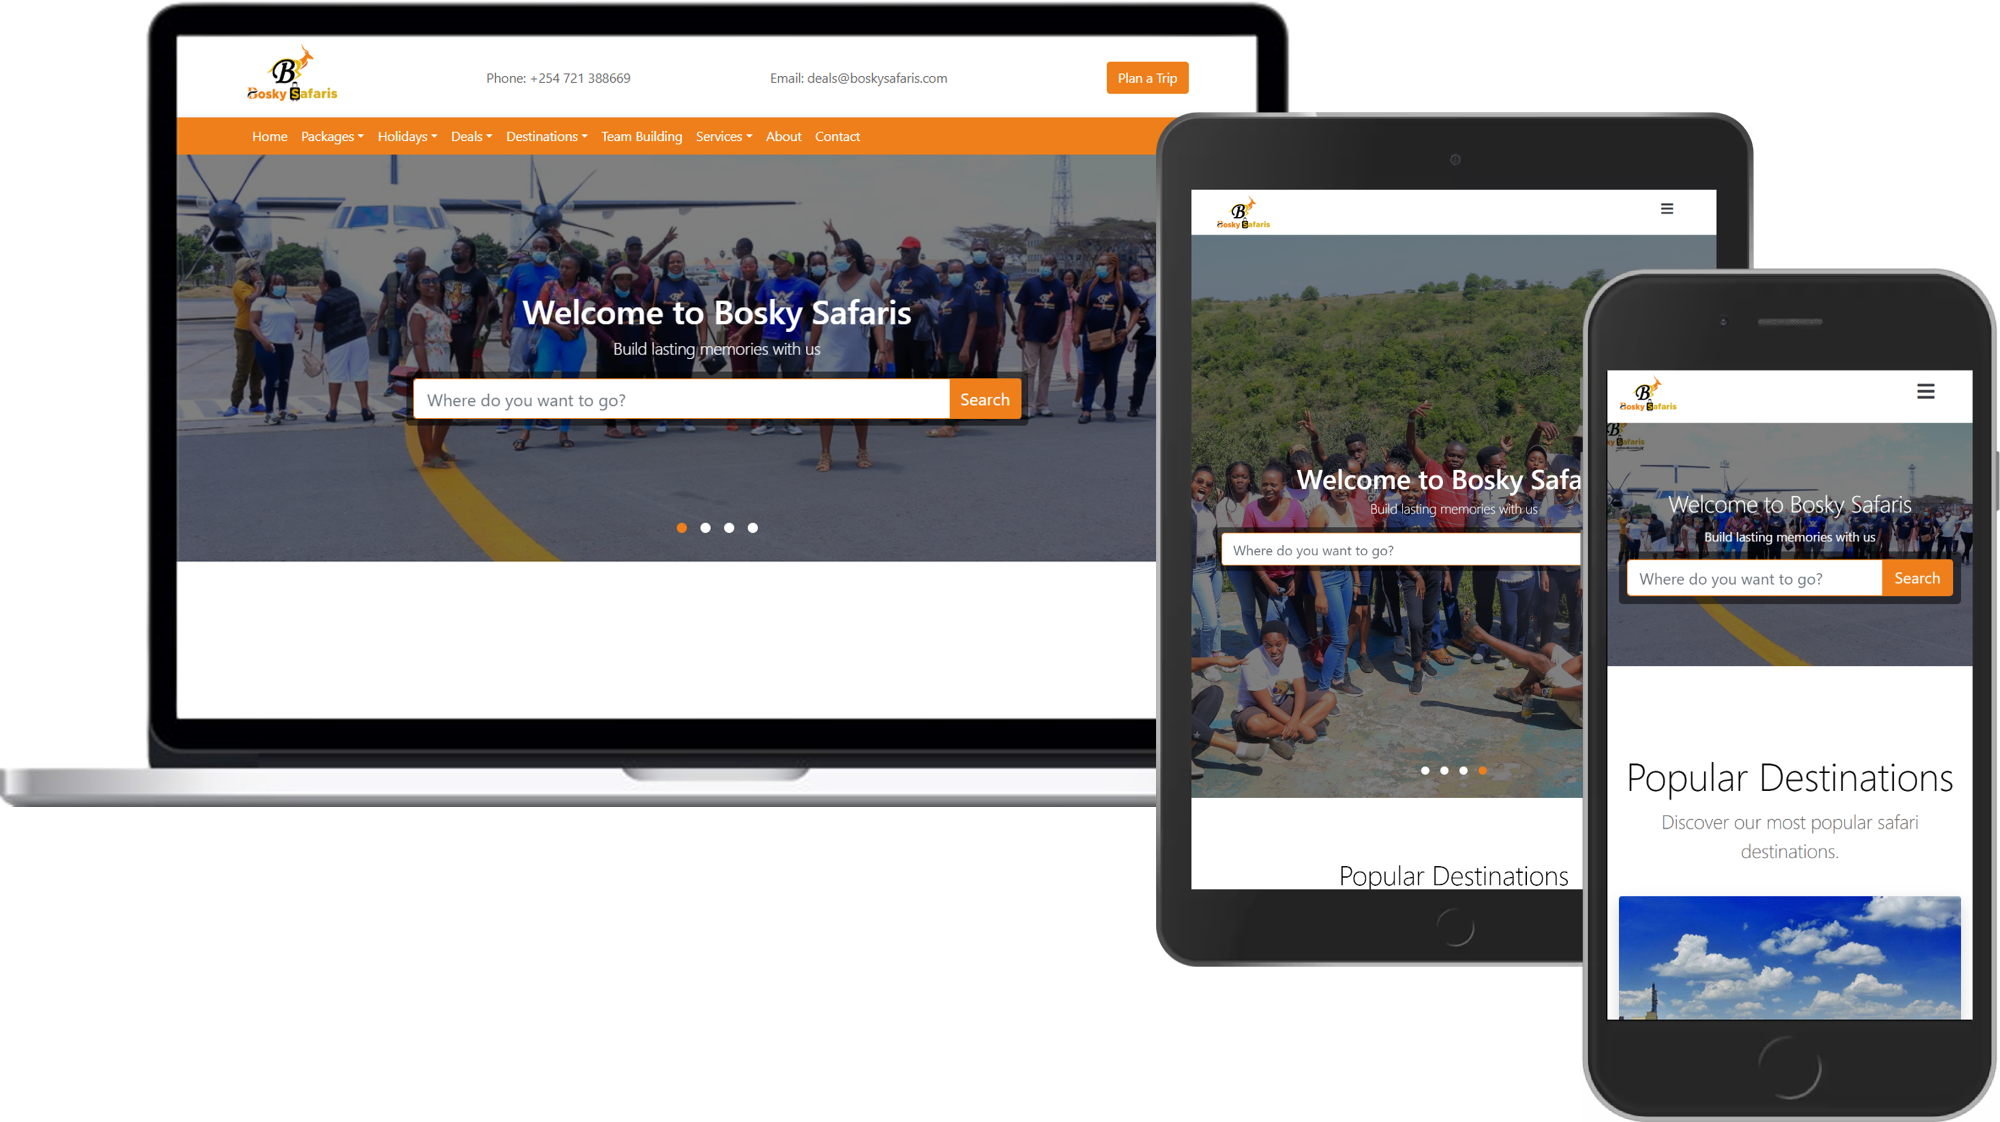 B
Bosky Safaris
Phone: +254 721 388669
Email: deals@boskysafaris.com
Plan a Trip
Home Packages Holidays Deals Destinations Team Building Services About Contact
Welcome to Bosky Safaris
Build lasting memories with us
Where do you want to go? Search
B
Bosky Safaris
Welcome to Bosky Safa
Build lasting memories with us
Where do you want to go?
Popular Destinations
B
Bosky Safaris
B
ky Safaris
Welcome to Bosky Safaris
Build lasting memories with us
Where do you want to go? Search
Popular Destinations
Discover our most popular safari
destinations.